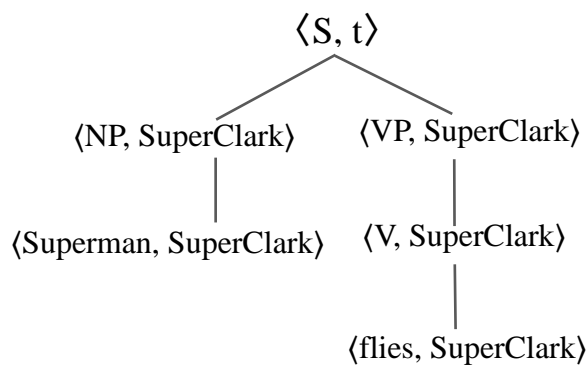 ⟨S, t⟩
⟨NP, SuperClark⟩ ⟨VP, SuperClark⟩
⟨Superman, SuperClark⟩ ⟨V, SuperClark⟩
⟨flies, SuperClark⟩